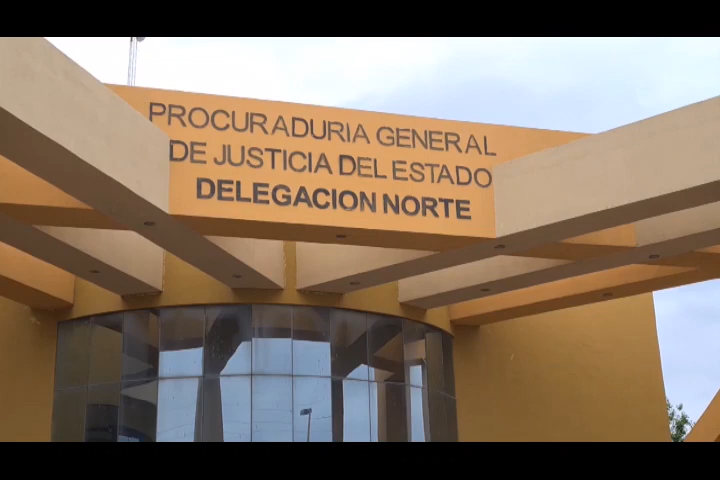 PROCURADURIA GENERAL
DE JUSTICIA DEL ESTADO
DELEGACION NORTE